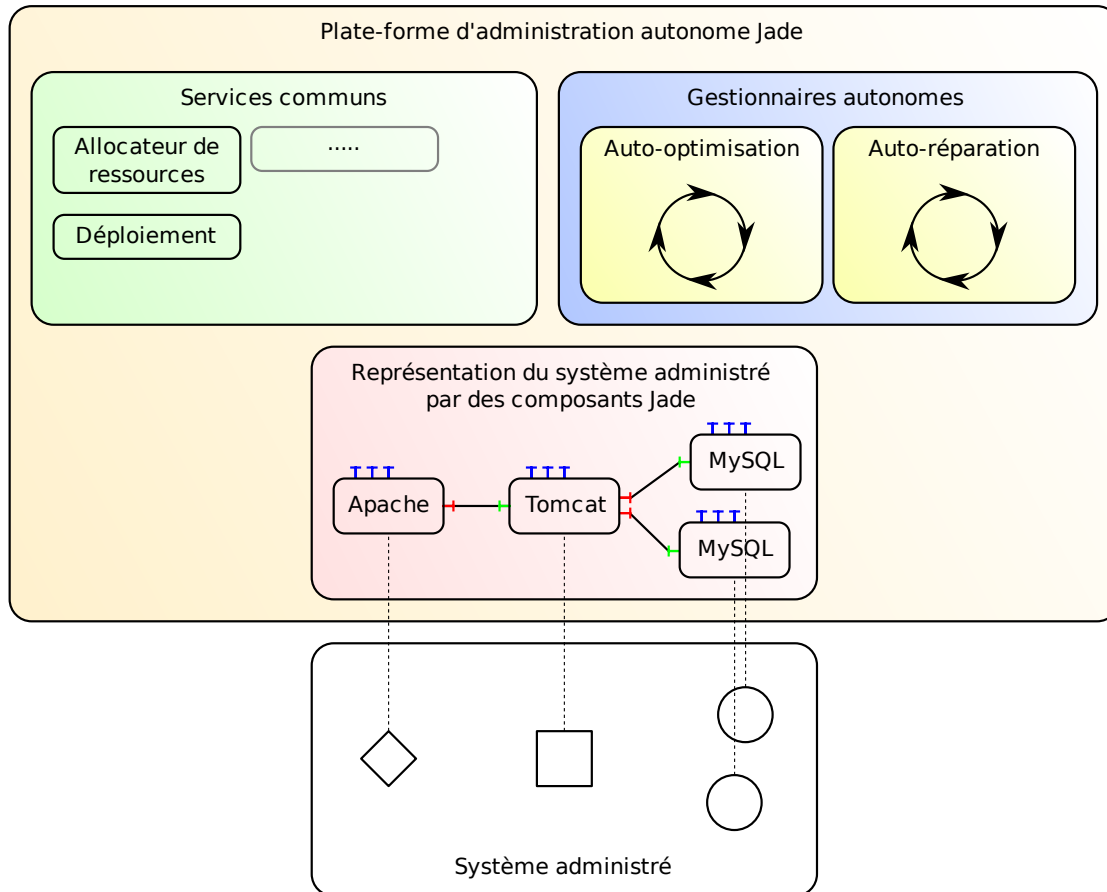 Plate-forme d'administration autonome Jade
Services communs
Allocateur de
ressources
.....
Déploiement
Gestionnaires autonomes
Auto-optimisation
Auto-réparation
Représentation du système administré
par des composants Jade
Apache
Tomcat
MySQL
MySQL
Système administré